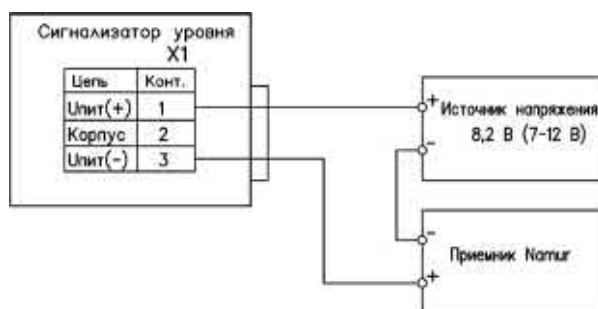 Сигнализатор уровня
X1
Цепь Конт.
Uпит(+) 1
Корпус 2
Uпит(-) 3
+
Источник напряжения
8,2 В (7-12 В)
-
-
Приемник Namur
+